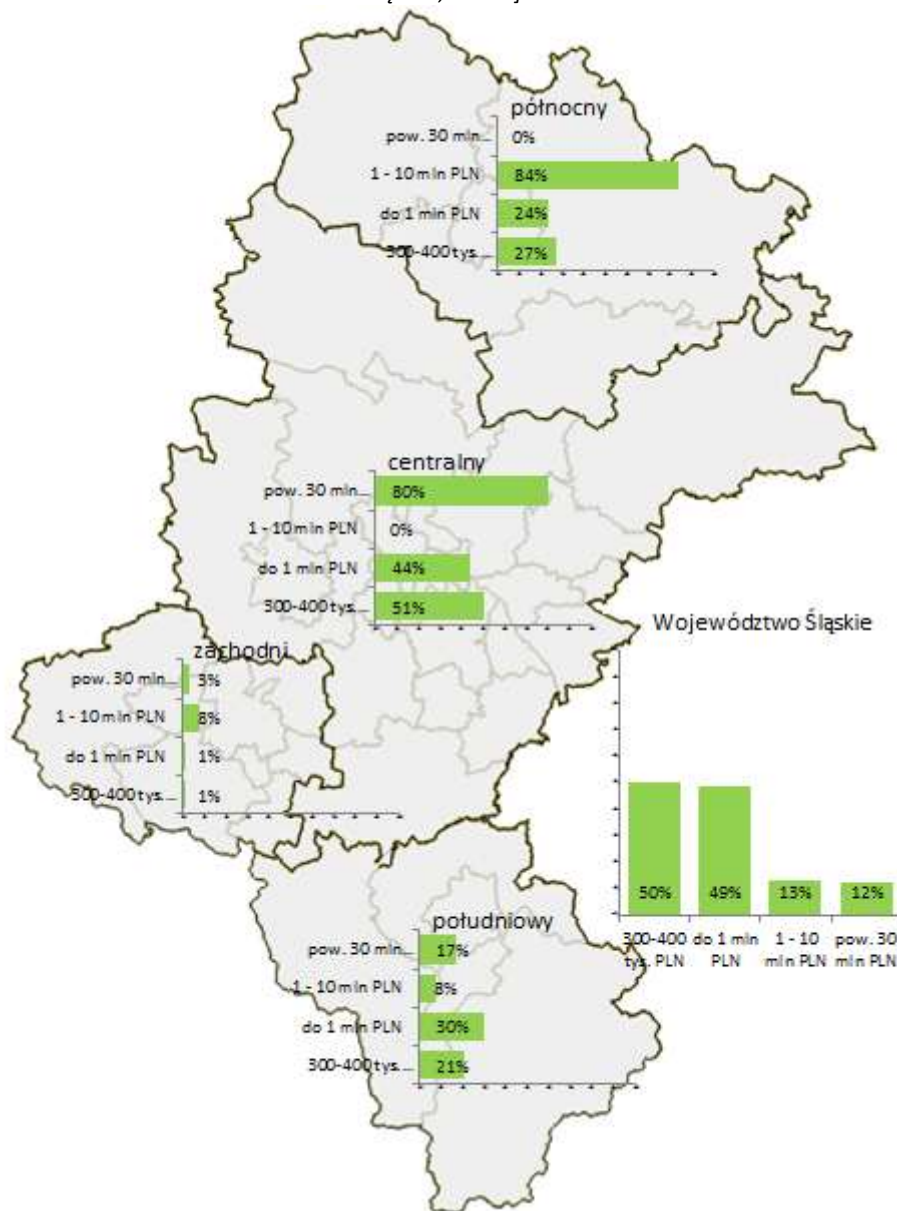 północny
pow. 30 mln...
0%
1 - 10 mln PLN
84%
do 1 mln PLN
24%
300-400 tys...
27%
centralny
pow. 30 mln...
80%
1 - 10 mln PLN
0%
do 1 mln PLN
44%
300-400 tys...
51%
zachodni
pow. 30 mln...
3%
1 - 10 mln PLN
8%
do 1 mln PLN
1%
300-400 tys...
1%
Województwo Śląskie
50%
49%
13%
12%
300-400 tys. PLN
do 1 mln PLN
1 - 10 mln PLN
pow. 30 mln PLN
południowy
pow. 30 mln...
17%
1 - 10 mln PLN
8%
do 1 mln PLN
30%
300-400 tys...
21%